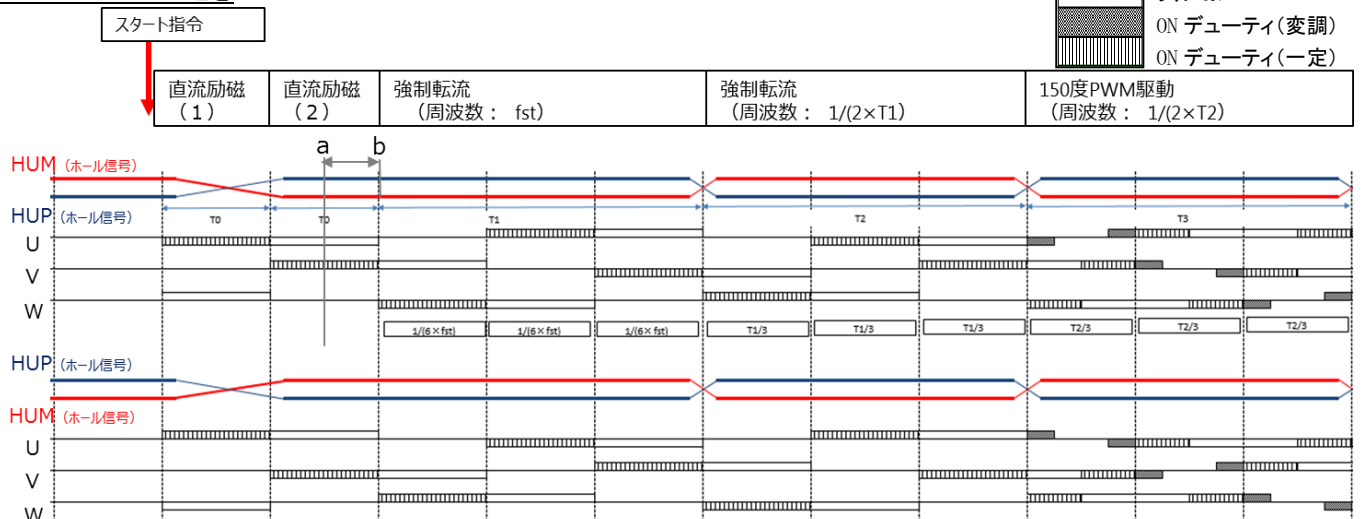 スタート指令
ON デューティ(変調)
ON デューティ(一定)
直流励磁
(1)
直流励磁
(2)
強制転流
(周波数: fst)
強制転流
(周波数: 1/(2×T1)
150度PWM駆動
(周波数: 1/(2×T2)
a
b
HUM (ホール信号)
HUP (ホール信号)
T0
T0
T1
T2
T3
U
V
W
1/(6×fst)
1/(6×fst)
1/(6×fst)
T1/3
T1/3
T1/3
T2/3
T2/3
T2/3
HUP (ホール信号)
HUM (ホール信号)
U
V
W